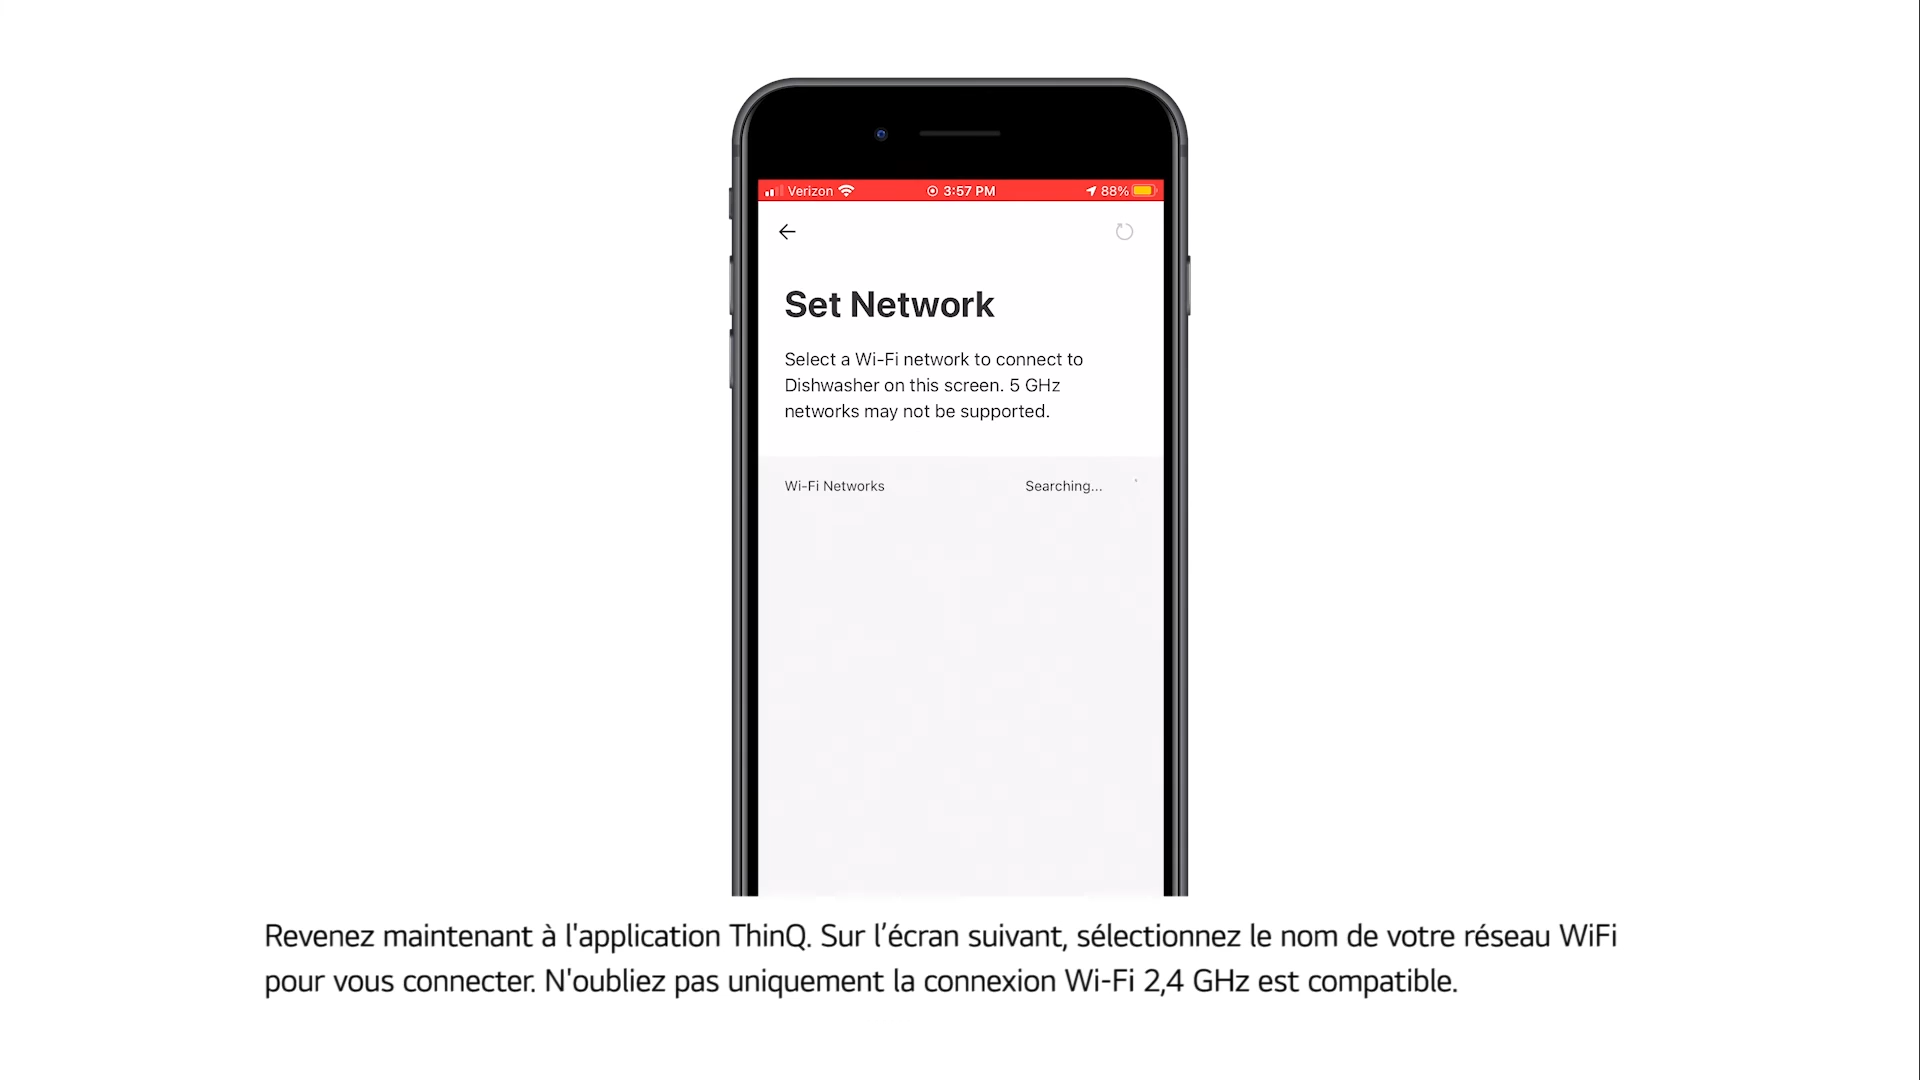 Verizon 3:57 PM 88%
Set Network
Select a Wi-Fi network to connect to
Dishwasher on this screen. 5 GHz
networks may not be supported.
Wi-Fi Networks Searching...
Revenez maintenant à l'application ThinQ. Sur l’écran suivant, sélectionnez le nom de votre réseau WiFi
pour vous connecter. N'oubliez pas uniquement la connexion Wi-Fi 2,4 GHz est compatible.